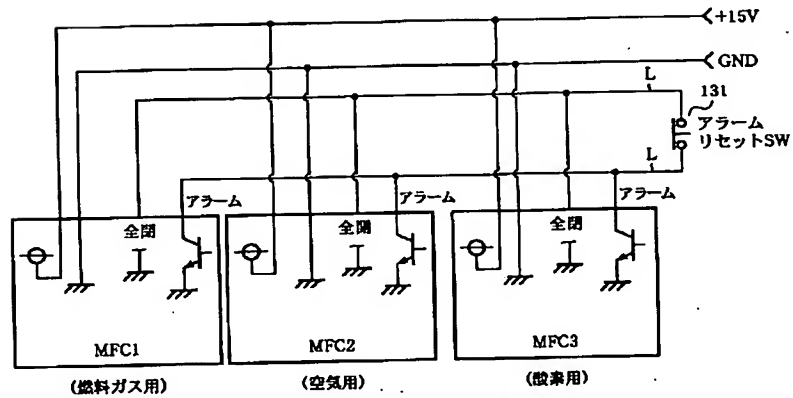 +15V
GND
L
131
アラーム
リセットSW
L
アラーム
アラーム
アラーム
全閉
全閉
全閉
MFC1
MFC2
MFC3
(燃料ガス用)
(空気用)
(酸素用)